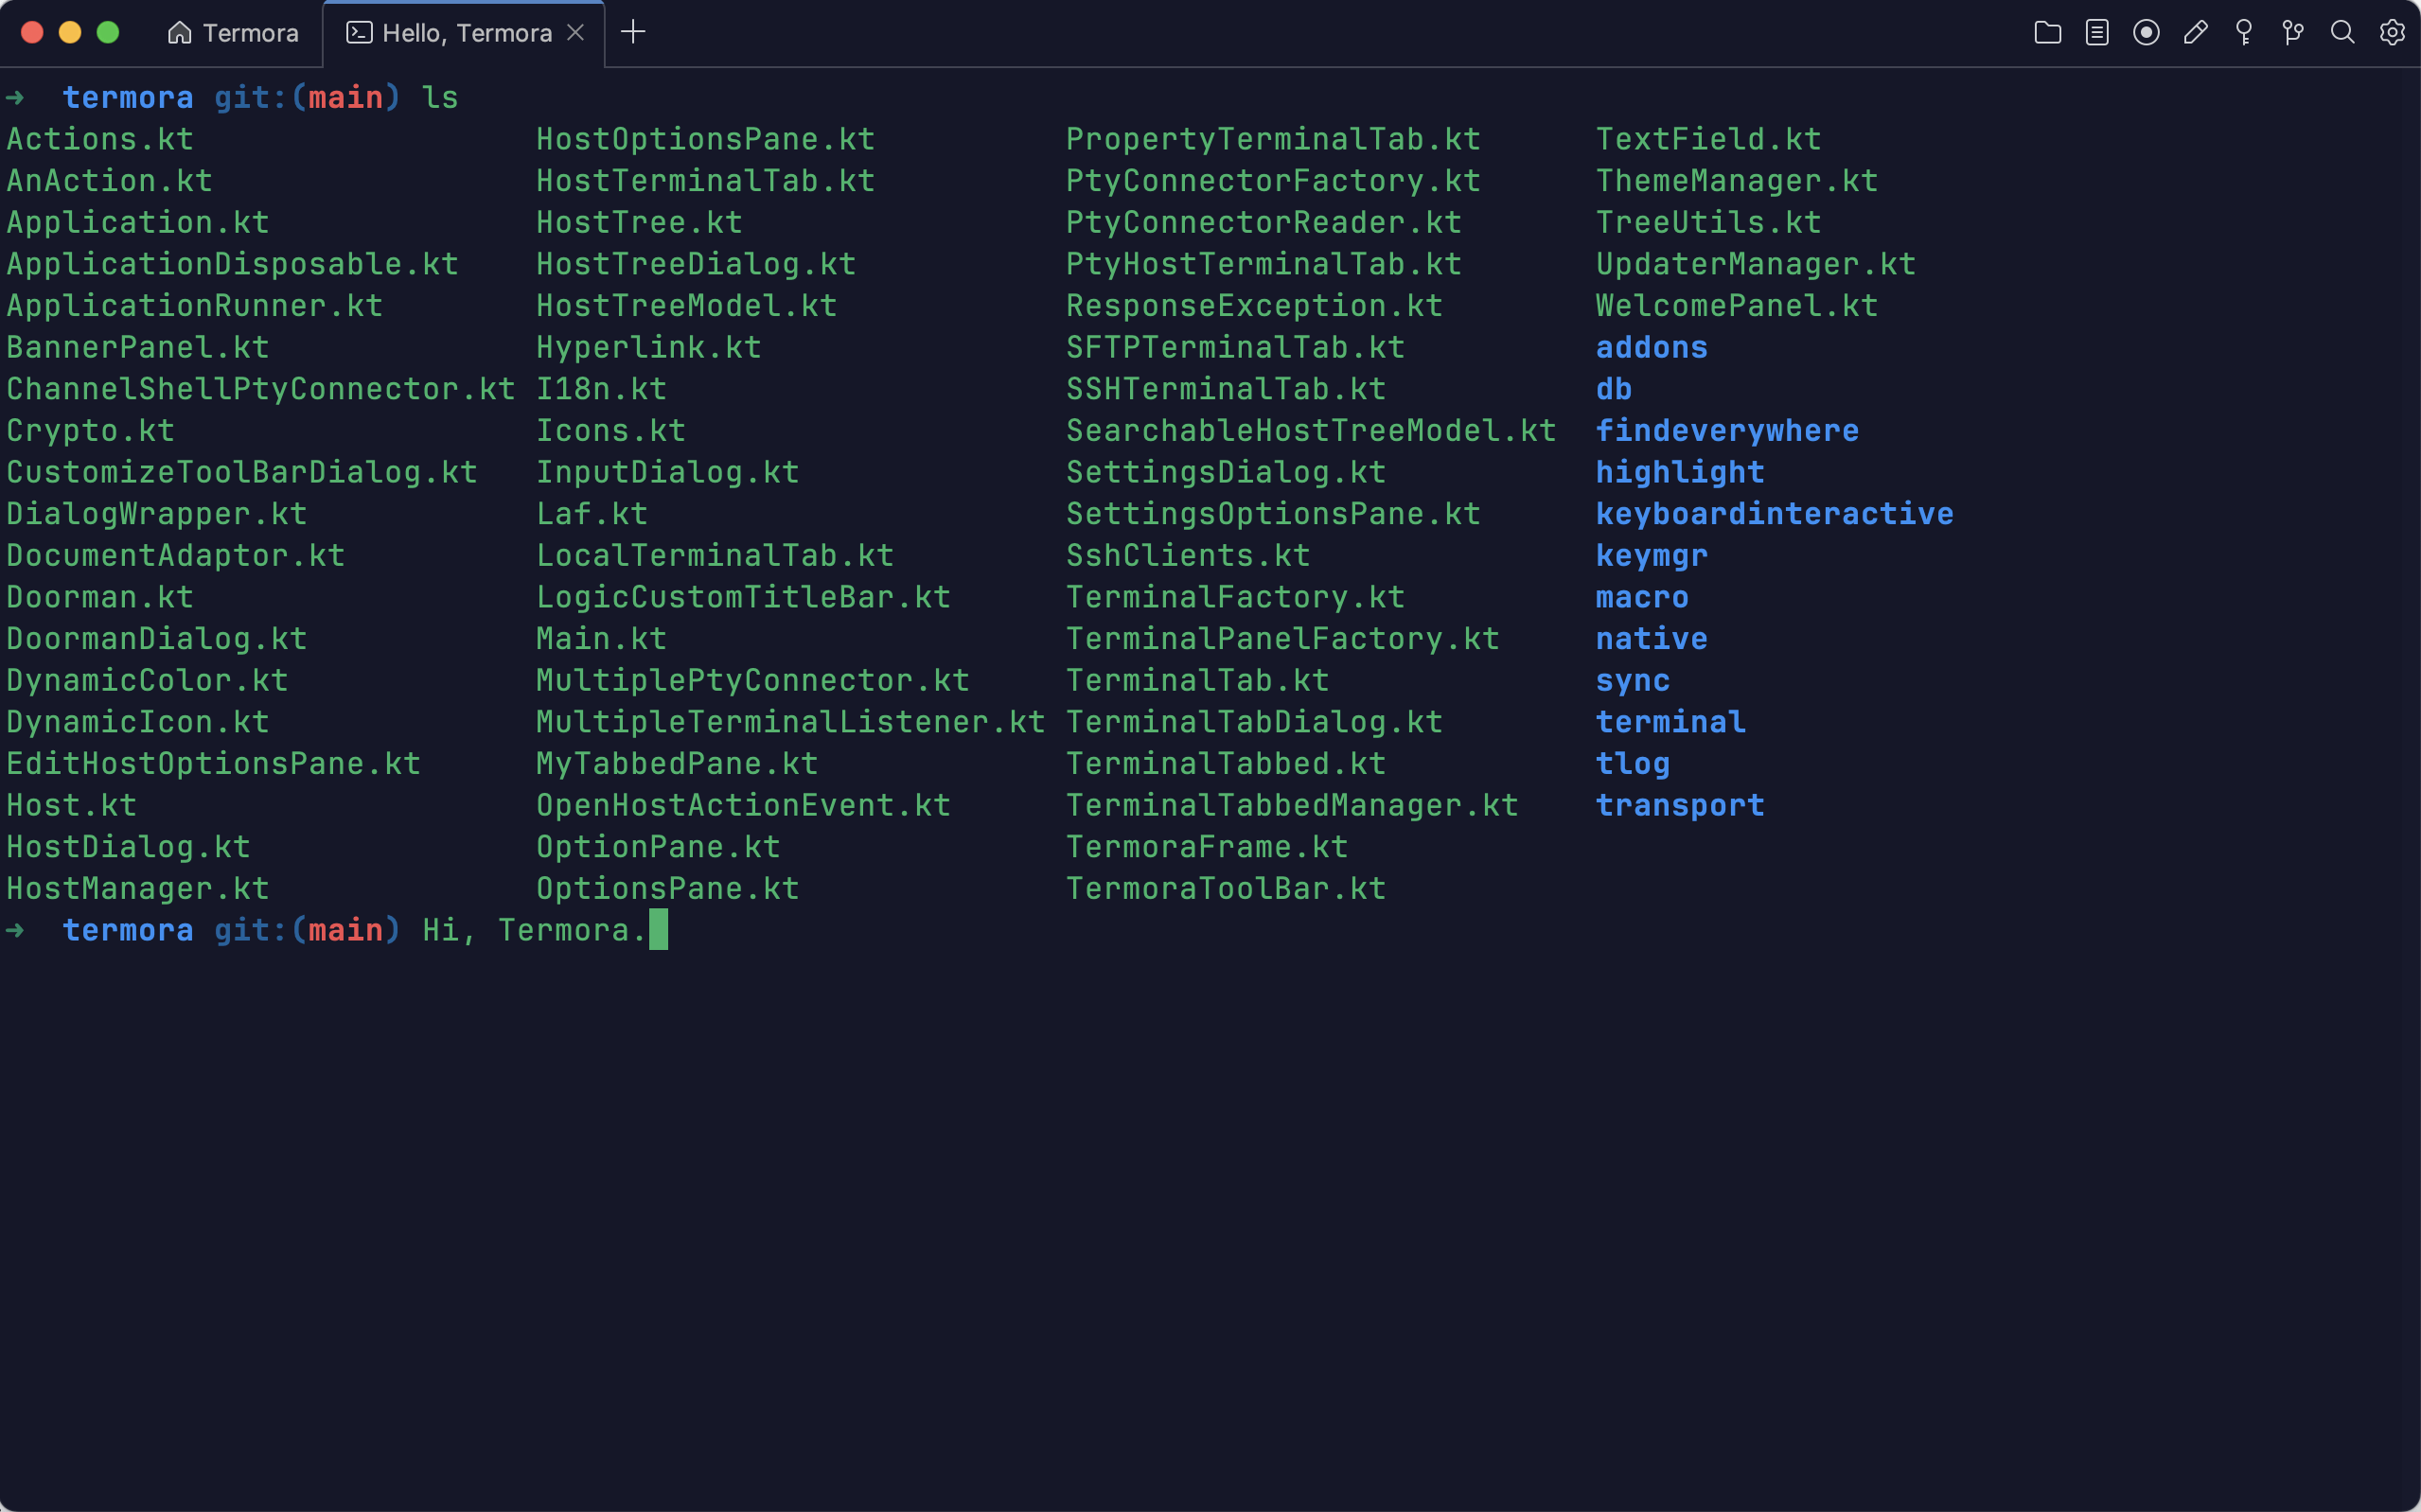 Termora Hello, Termora
➜ termora git:(main) ls
Actions.kt HostOptionsPane.kt PropertyTerminalTab.kt TextField.kt
AnAction.kt HostTerminalTab.kt PtyConnectorFactory.kt ThemeManager.kt
Application.kt HostTree.kt PtyConnectorReader.kt TreeUtils.kt
ApplicationDisposable.kt HostTreeDialog.kt PtyHostTerminalTab.kt UpdaterManager.kt
ApplicationRunner.kt HostTreeModel.kt ResponseException.kt WelcomePanel.kt
BannerPanel.kt Hyperlink.kt SFTPTerminalTab.kt addons
ChannelShellPtyConnector.kt I18n.kt SSHTerminalTab.kt db
Crypto.kt Icons.kt SearchableHostTreeModel.kt findeverywhere
CustomizeToolBarDialog.kt InputDialog.kt SettingsDialog.kt highlight
DialogWrapper.kt Laf.kt SettingsOptionsPane.kt keyboardinteractive
DocumentAdaptor.kt LocalTerminalTab.kt SshClients.kt keymgr
Doorman.kt LogicCustomTitleBar.kt TerminalFactory.kt macro
DoormanDialog.kt Main.kt TerminalPanelFactory.kt native
DynamicColor.kt MultiplePtyConnector.kt TerminalTab.kt sync
DynamicIcon.kt MultipleTerminalListener.kt TerminalTabDialog.kt terminal
EditHostOptionsPane.kt MyTabbedPane.kt TerminalTabbed.kt tlog
Host.kt OpenHostActionEvent.kt TerminalTabbedManager.kt transport
HostDialog.kt OptionPane.kt TermoraFrame.kt
HostManager.kt OptionsPane.kt TermoraToolBar.kt
➜ termora git:(main) Hi, Termora.